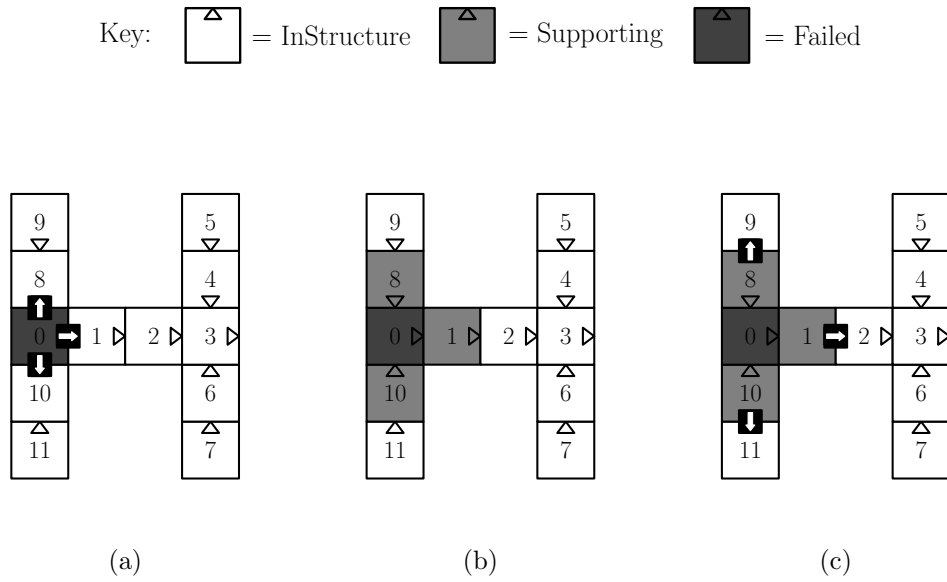 Key: = InStructure = Supporting = Failed
9 5 9 5 9 5
8 4 8 4 8 4
0 1 2 3 0 1 2 3 0 1 2 3
10 6 10 6 10 6
11 7 11 7 11 7
(a) (b) (c)